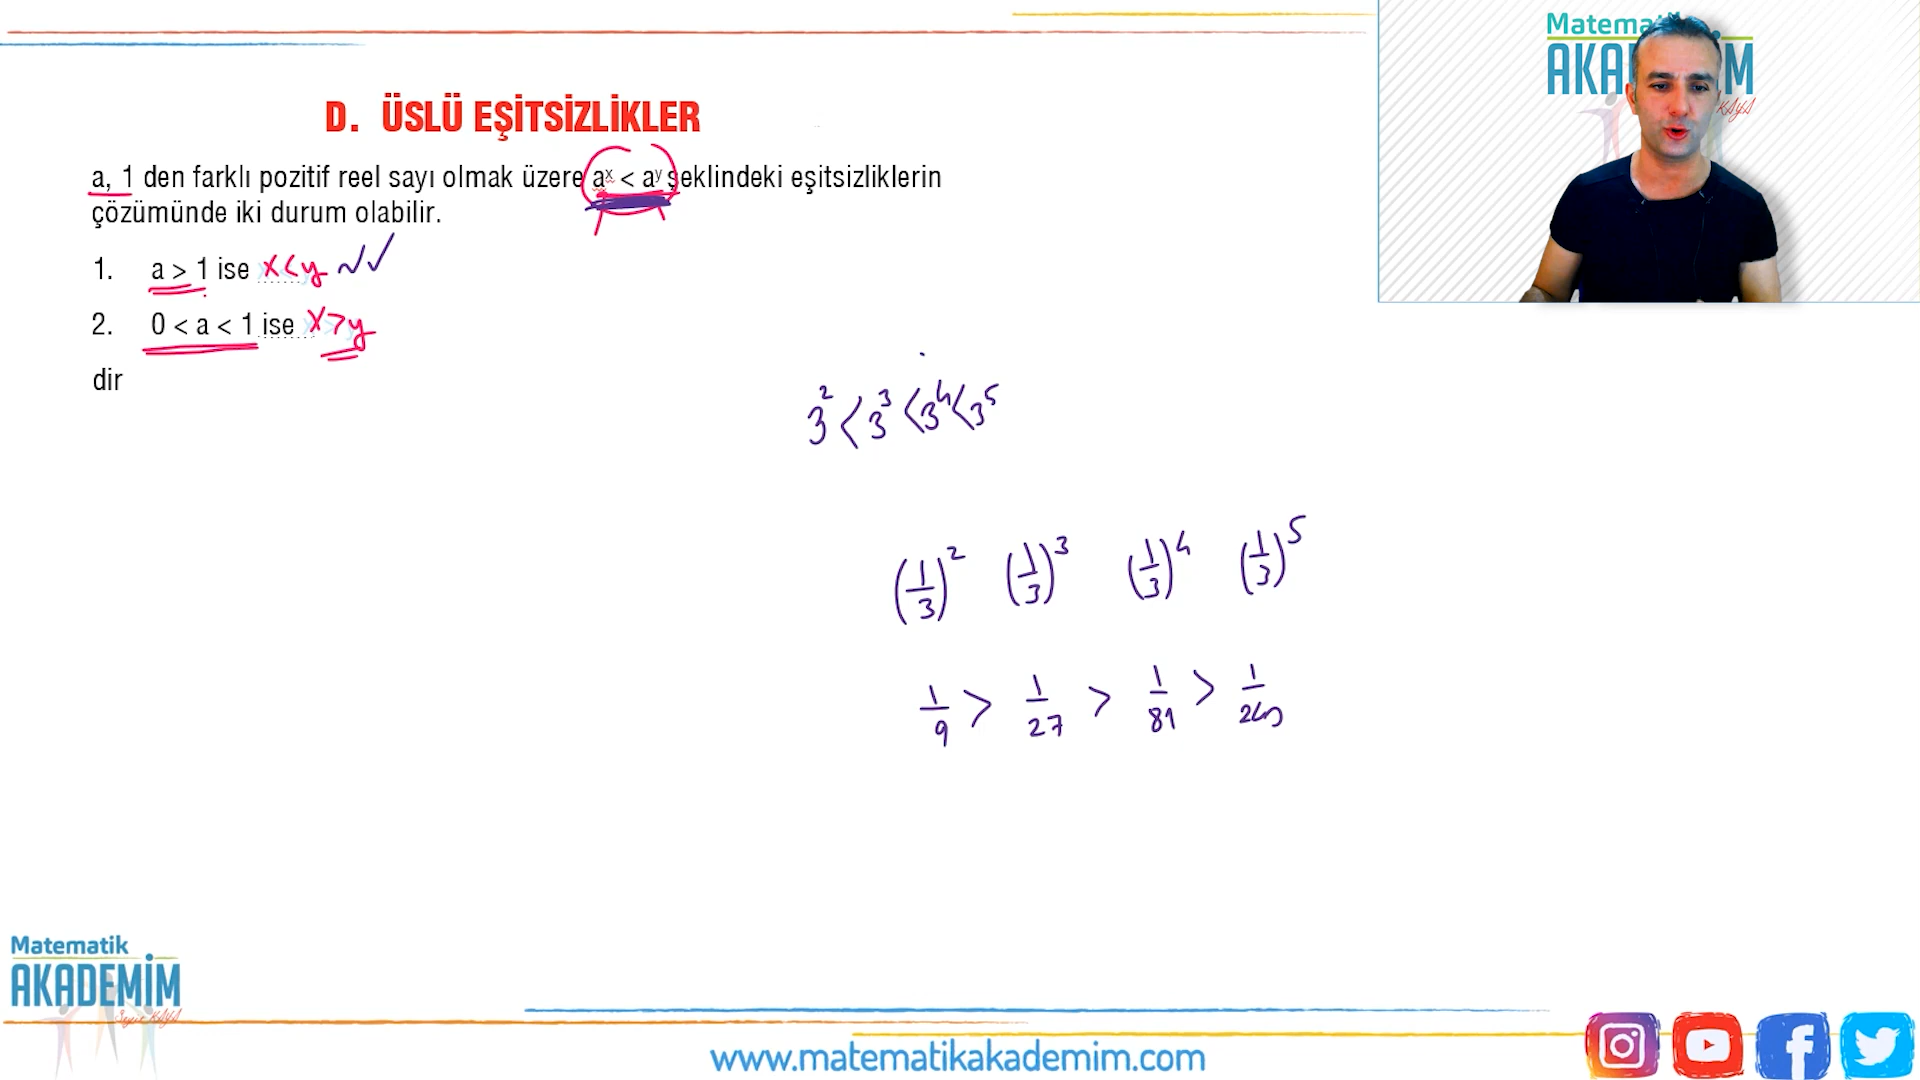 Matematik
AKADEMİM
D. ÜSLÜ EŞİTSİZLİKLER
a, 1 den farklı pozitif reel sayı olmak üzere aˣ < aʸ şeklindeki eşitsizliklerin
çözümünde iki durum olabilir.
1. a > 1 ise x < y
2. 0 < a < 1 ise x > y
dir
3² < 3³ < 3⁴ < 3⁵
(1/3)² (1/3)³ (1/3)⁴ (1/3)⁵
1/9 > 1/27 > 1/81 > 1/243
Matematik
AKADEMİM
www.matematikakademim.com